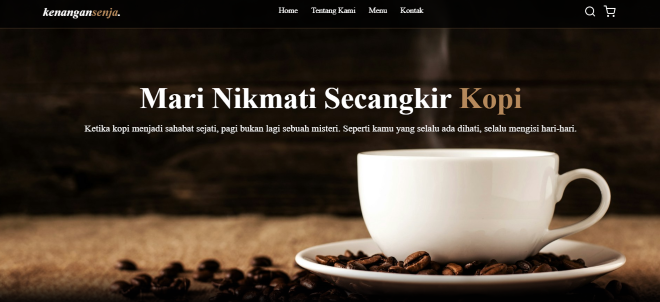 kenangansenja.
Home Tentang Kami Menu Kontak
Mari Nikmati Secangkir Kopi
Ketika kopi menjadi sahabat sejati, pagi bukan lagi sebuah misteri. Seperti kamu yang selalu ada dihati, selalu mengisi hari-hari.